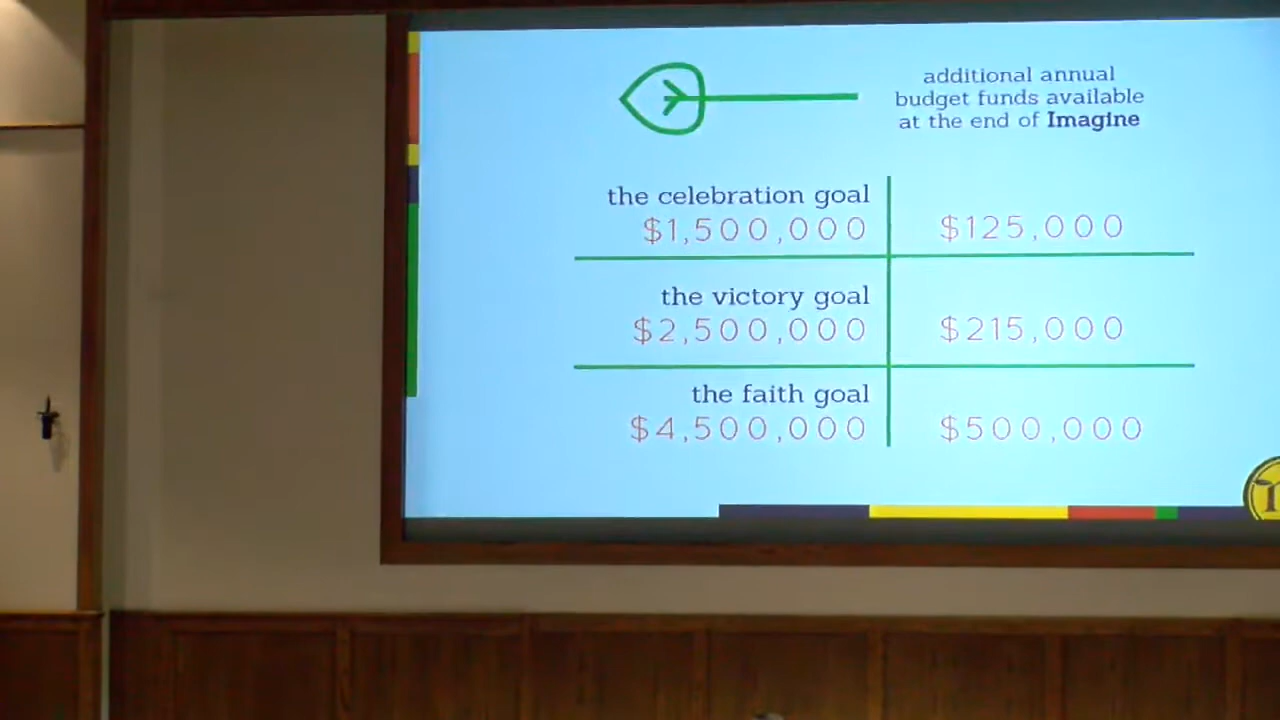 additional annual
budget funds available
at the end of Imagine
the celebration goal
$1,500,000
$125,000
the victory goal
$2,500,000
$215,000
the faith goal
$4,500,000
$500,000